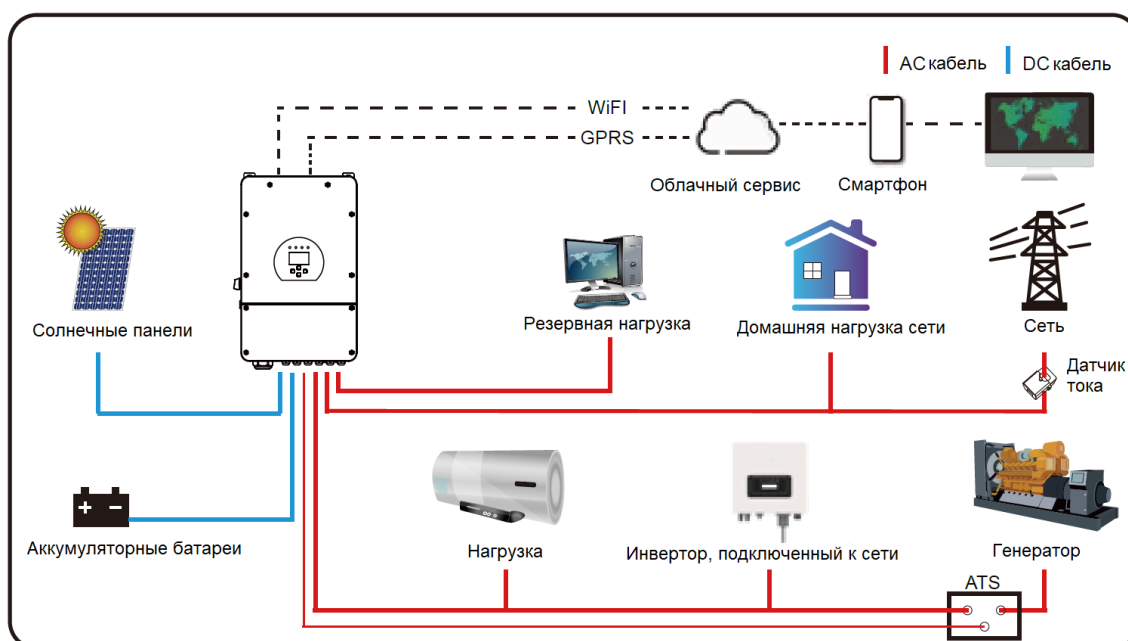 AC кабель
DC кабель
WiFI
GPRS
Облачный сервис
Смартфон
Солнечные панели
Резервная нагрузка
Домашняя нагрузка сети
Сеть
Датчик
тока
Аккумуляторные батареи
Нагрузка
Инвертор, подключенный к сети
Генератор
ATS